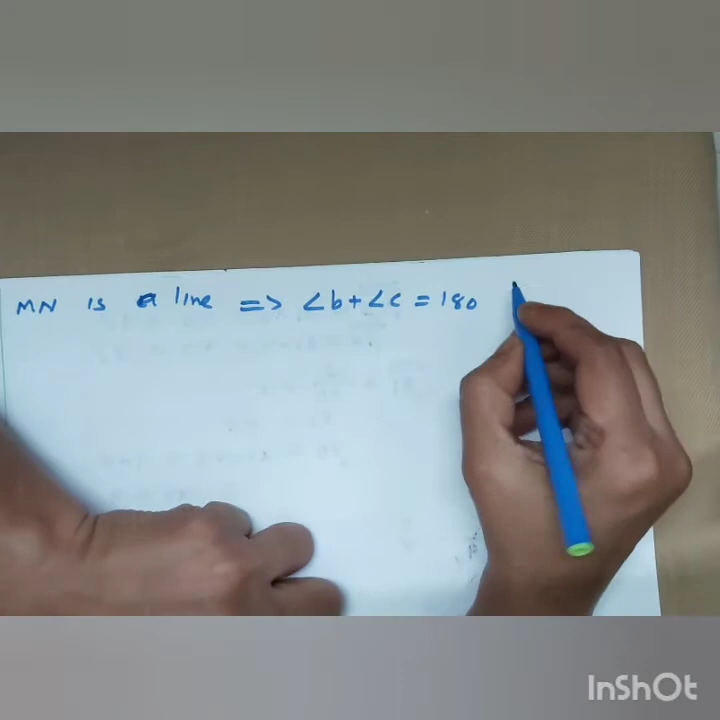 MN is a line => ∠b+∠c = 180
InShOt